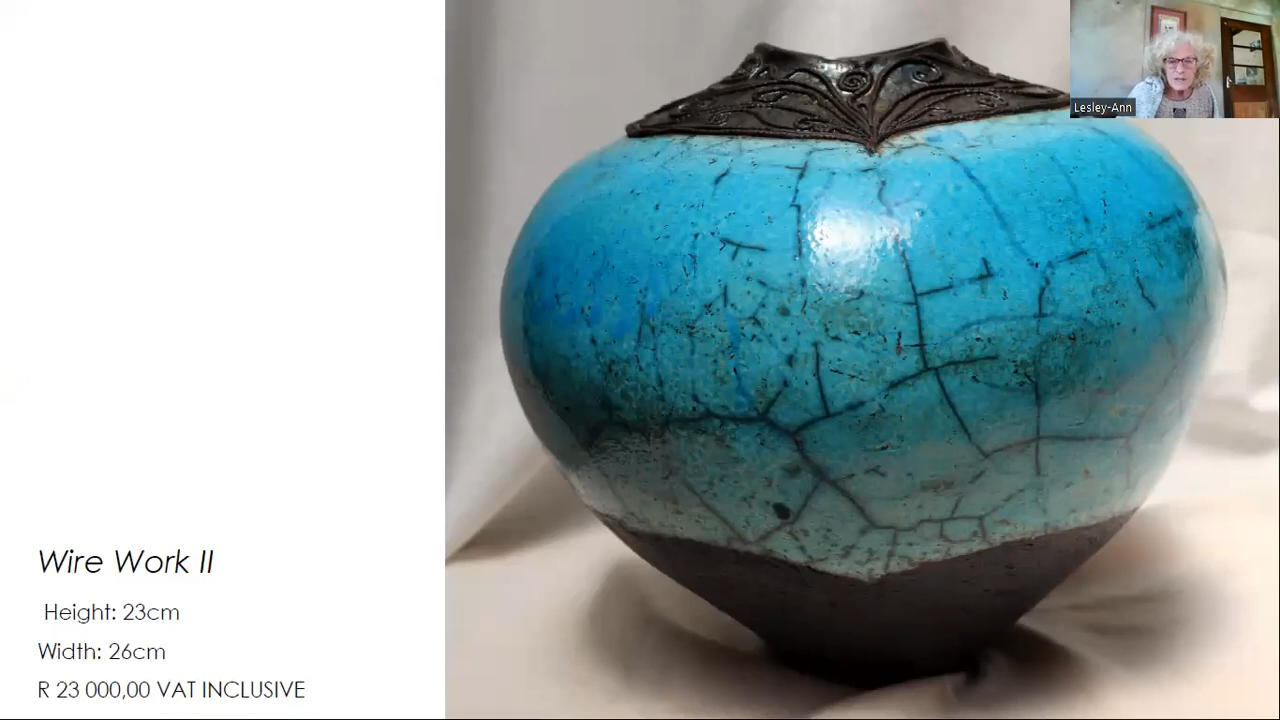 Lesley-Ann
Wire Work II
Height: 23cm
Width: 26cm
R 23 000,00 VAT INCLUSIVE